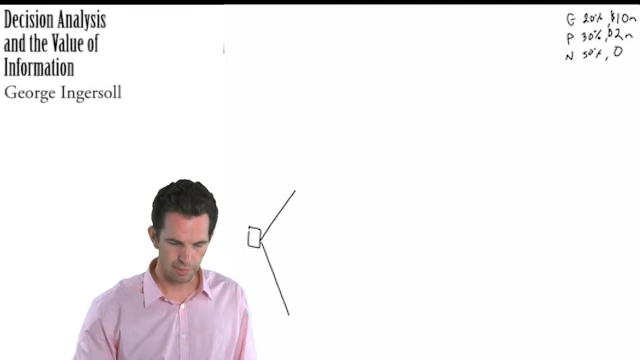 Decision Analysis
and the Value of
Information
George Ingersoll
G 20%, $10m
P 30%, $2m
N 50%, 0